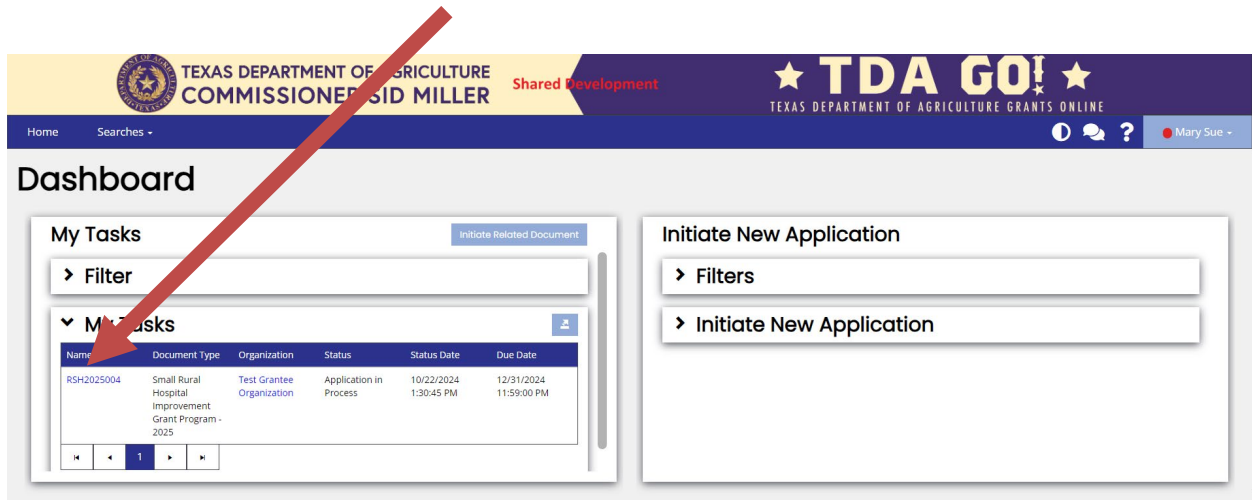 TEXAS DEPARTMENT OF AGRICULTURE
COMMISSIONER SID MILLER
Shared Development
TDA GO!
TEXAS DEPARTMENT OF AGRICULTURE GRANTS ONLINE
Home Searches
? Mary Sue
Dashboard
My Tasks
Initiate Related Document
Filter
My Tasks
Name Document Type Organization Status Status Date Due Date
RSH2025004 Small Rural Test Grantee Application in 10/22/2024 12/31/2024
Hospital Organization Process 1:30:45 PM 11:59:00 PM
Improvement
Grant Program -
2025
1
Initiate New Application
Filters
Initiate New Application